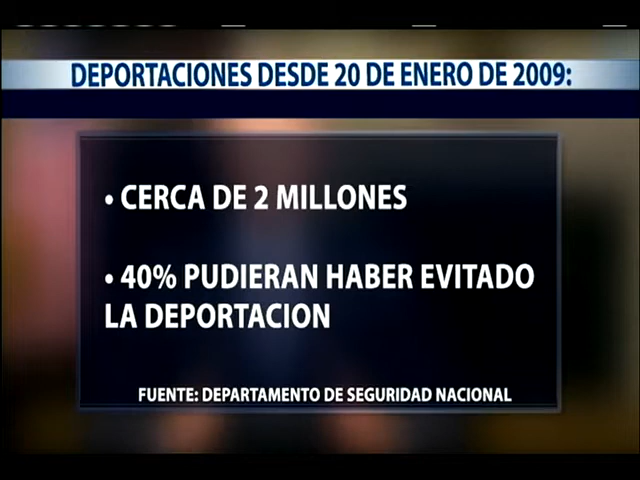 DEPORTACIONES DESDE 20 DE ENERO DE 2009:
• CERCA DE 2 MILLONES
• 40% PUDIERAN HABER EVITADO
LA DEPORTACION
FUENTE: DEPARTAMENTO DE SEGURIDAD NACIONAL